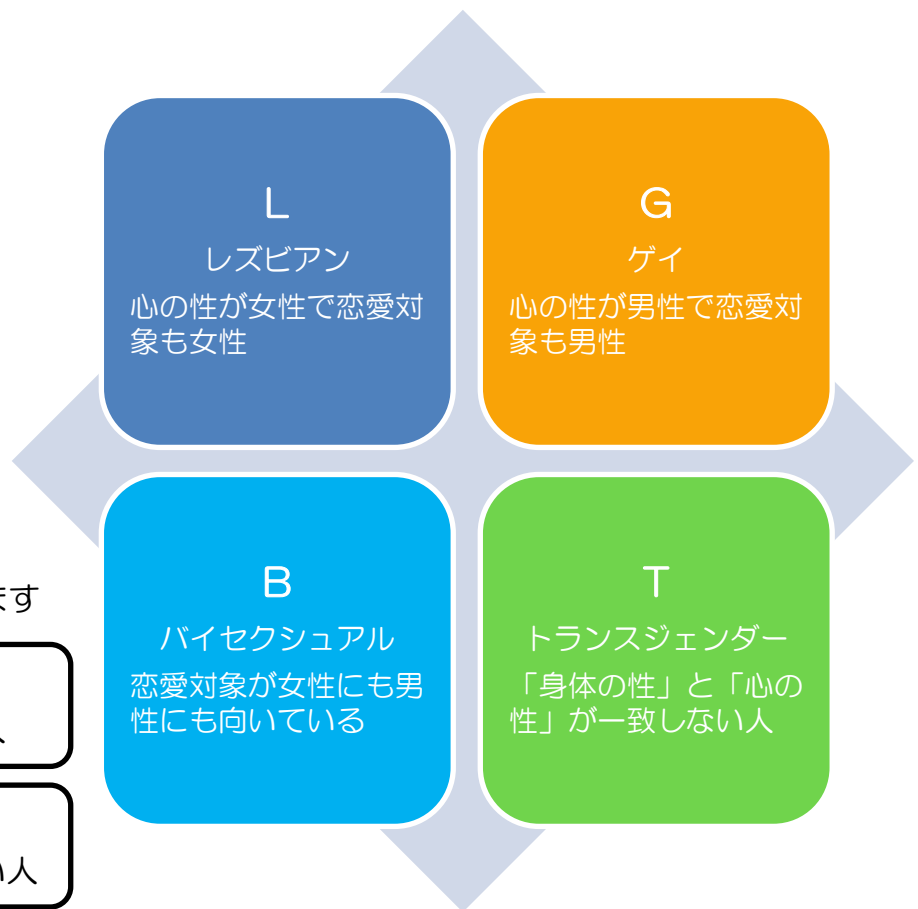 L
レズビアン
心の性が女性で恋愛対
象も女性
G
ゲイ
心の性が男性で恋愛対
象も男性
B
バイセクシュアル
恋愛対象が女性にも男
性にも向いている
T
トランスジェンダー
「身体の性」と「心の
性」が一致しない人
ます
い人